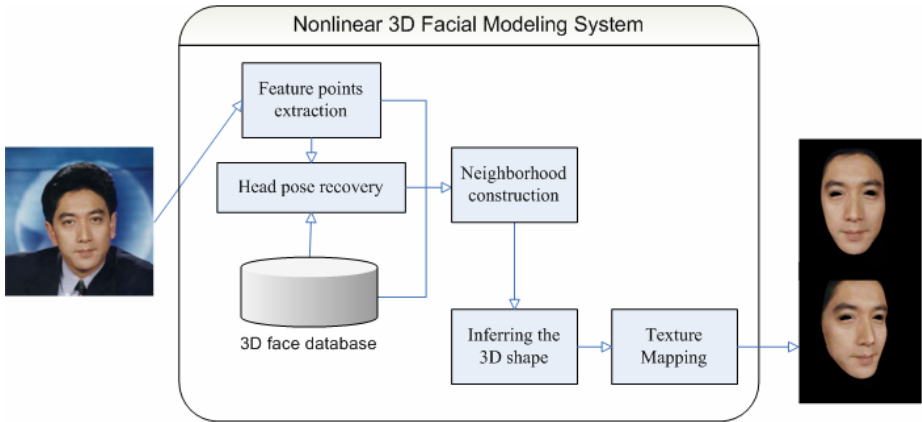 Nonlinear 3D Facial Modeling System
Feature points
extraction
Head pose recovery
Neighborhood
construction
3D face database
Inferring the
3D shape
Texture
Mapping